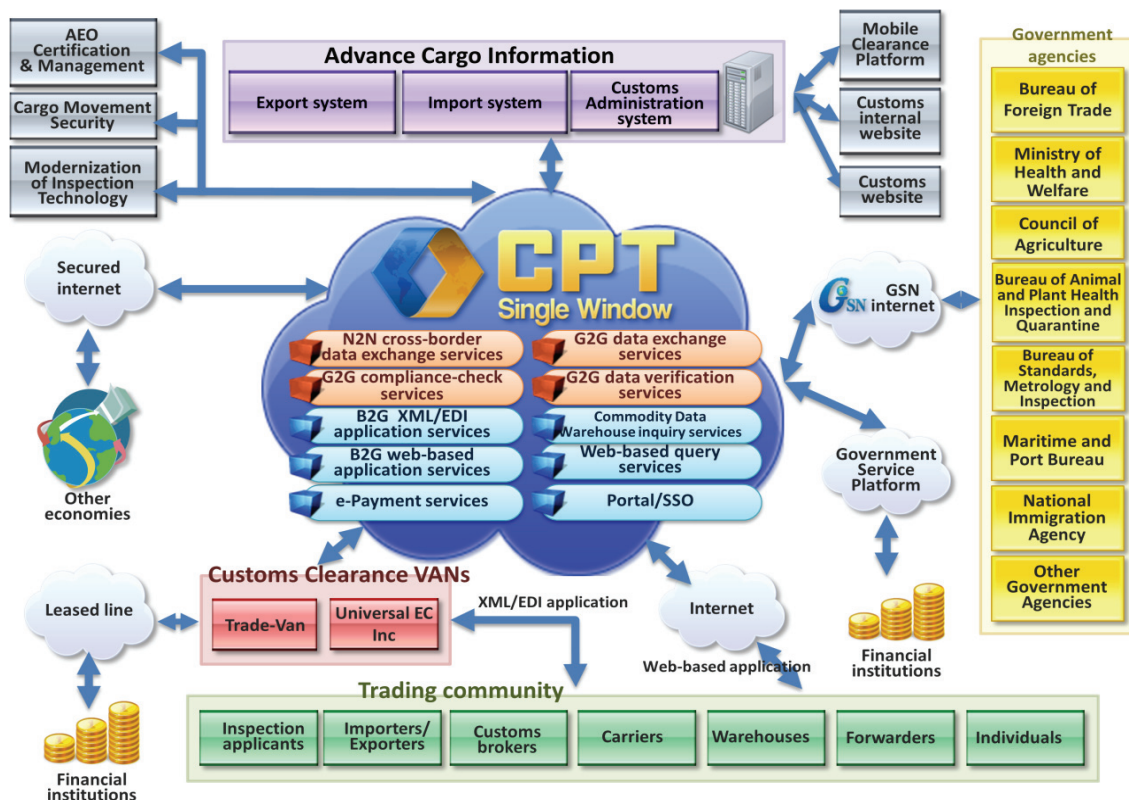 AEO
Certification
& Management
Cargo Movement
Security
Modernization
of Inspection
Technology
Advance Cargo Information
Export system
Import system
Customs
Administration
system
Mobile
Clearance
Platform
Customs
internal
website
Customs
website
Government
agencies
Bureau of
Foreign Trade
Ministry of
Health and
Welfare
Council of
Agriculture
Bureau of Animal
and Plant Health
Inspection
and Quarantine
Bureau of
Standards,
Metrology and
Inspection
Maritime and
Port Bureau
National
Immigration
Agency
Other
Government
Agencies
Secured
internet
Other
economies
CPT
Single Window
N2N cross-border
data exchange services
G2G data exchange
services
G2G compliance-check
services
G2G data verification
services
B2G XML/EDI
application services
Commodity Data
Warehouse inquiry services
B2G web-based
application services
Web-based query
services
e-Payment services
Portal/SSO
GSN
GSN
internet
Government
Service
Platform
Financial
institutions
Customs Clearance VANs
Trade-Van
Universal EC
Inc
Leased line
Financial
institutions
XML/EDI application
Internet
Web-based application
Trading community
Inspection
applicants
Importers/
Exporters
Customs
brokers
Carriers
Warehouses
Forwarders
Individuals